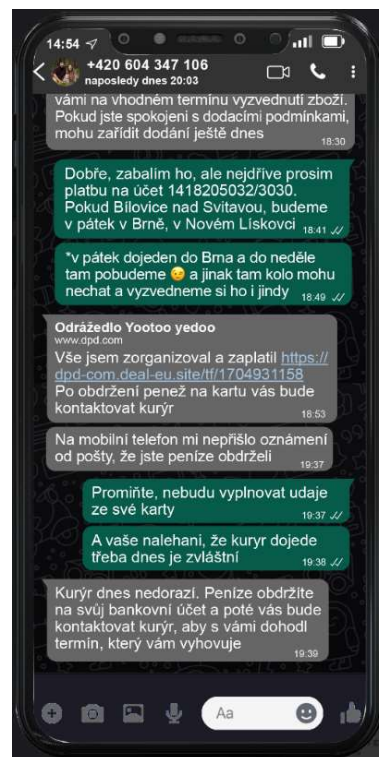 14:54
+420 604 347 106
naposledy dnes 20:03
vámi na vhodném termínu vyzvednutí zboží.
Pokud jste spokojeni s dodacími podmínkami,
mohu zařídit dodání ještě dnes
18:30
Dobře, zabalím ho, ale nejdříve prosim
platbu na účet 1418205032/3030.
Pokud Bílovice nad Svitavou, budeme
v pátek v Brně, v Novém Lískovci
18:41
*v pátek dojeden do Brna a do neděle
tam pobudeme 😉 a jinak tam kolo mohu
nechat a vyzvedneme si ho i jindy
18:49
Odrážedlo Yootoo yedoo
www.dpd.com
Vše jsem zorganizoval a zaplatil https://
dpd-com.deal-eu.site/tf/1704931158
Po obdržení penež na kartu vás bude
kontaktovat kurýr
18:53
Na mobilní telefon mi nepřišlo oznámení
od pošty, že jste peníze obdrželi
19:37
Promiňte, nebudu vyplnovat udaje
ze své karty
19:37
A vaše nalehani, že kuryr dojede
třeba dnes je zvláštní
19:38
Kurýr dnes nedorazí. Peníze obdržíte
na svůj bankovní účet a poté vás bude
kontaktovat kurýr, aby s vámi dohodl
termín, který vám vyhovuje
19:39
Aa